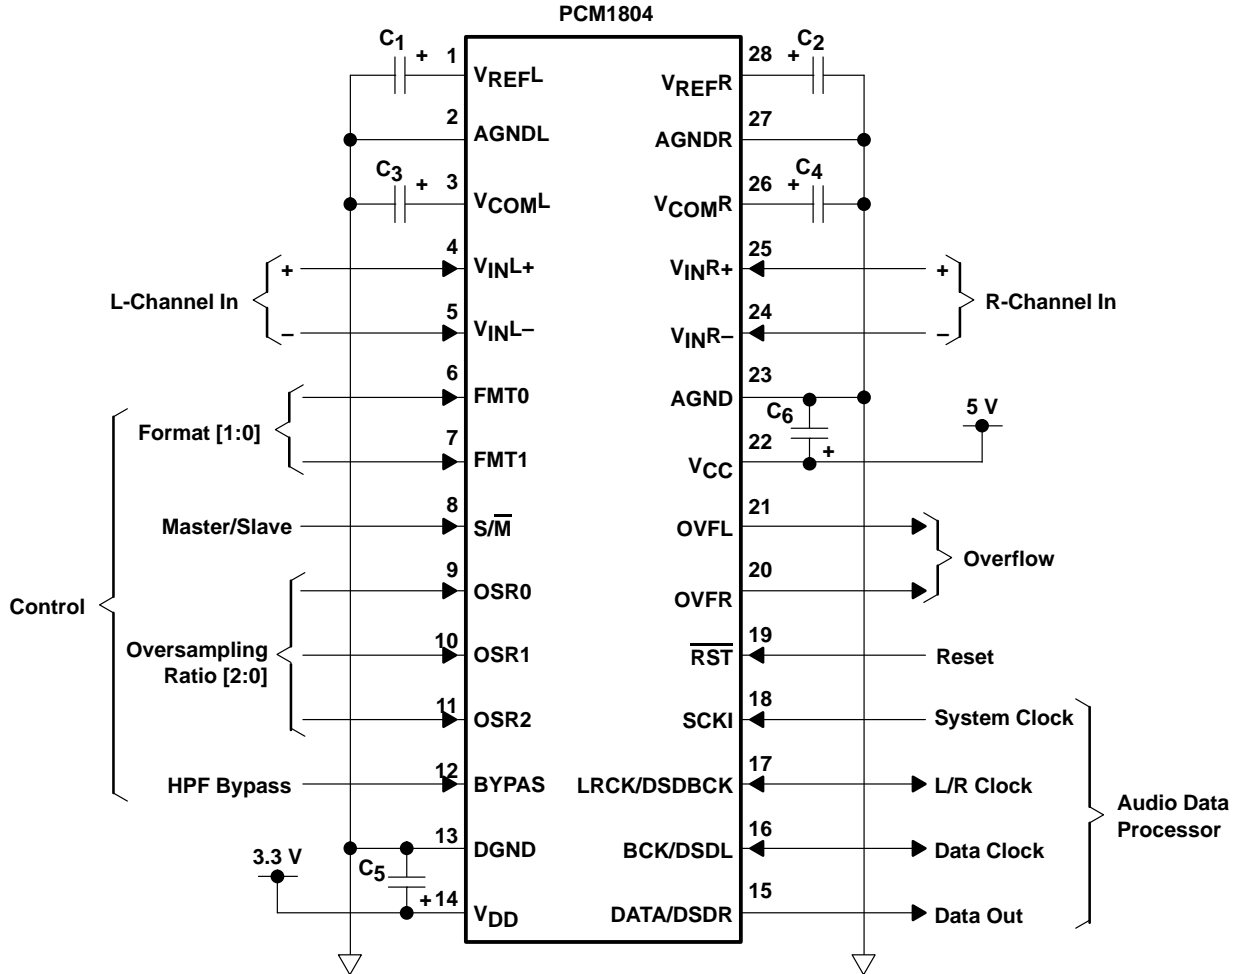 PCM1804
C1
+
1
VREFL
2
AGNDL
C3
+
3
VCOML
4
VINL+
+
L-Channel In
5
VINL–
–
6
FMT0
Format [1:0]
7
FMT1
8
Master/Slave
S/M̅
9
OSR0
Control
Oversampling
Ratio [2:0]
10
OSR1
11
OSR2
12
HPF Bypass
BYPAS
13
DGND
3.3 V
C5
+
14
VDD
28
+
C2
VREFR
27
AGNDR
26
+
C4
VCOMR
25
VINR+
+
R-Channel In
24
VINR–
–
23
AGND
C6
5 V
22
+
VCC
21
OVFL
Overflow
20
OVFR
19
R̅S̅T̅
Reset
18
SCKI
System Clock
17
LRCK/DSDBCK
L/R Clock
Audio Data
Processor
16
BCK/DSDL
Data Clock
15
DATA/DSDR
Data Out